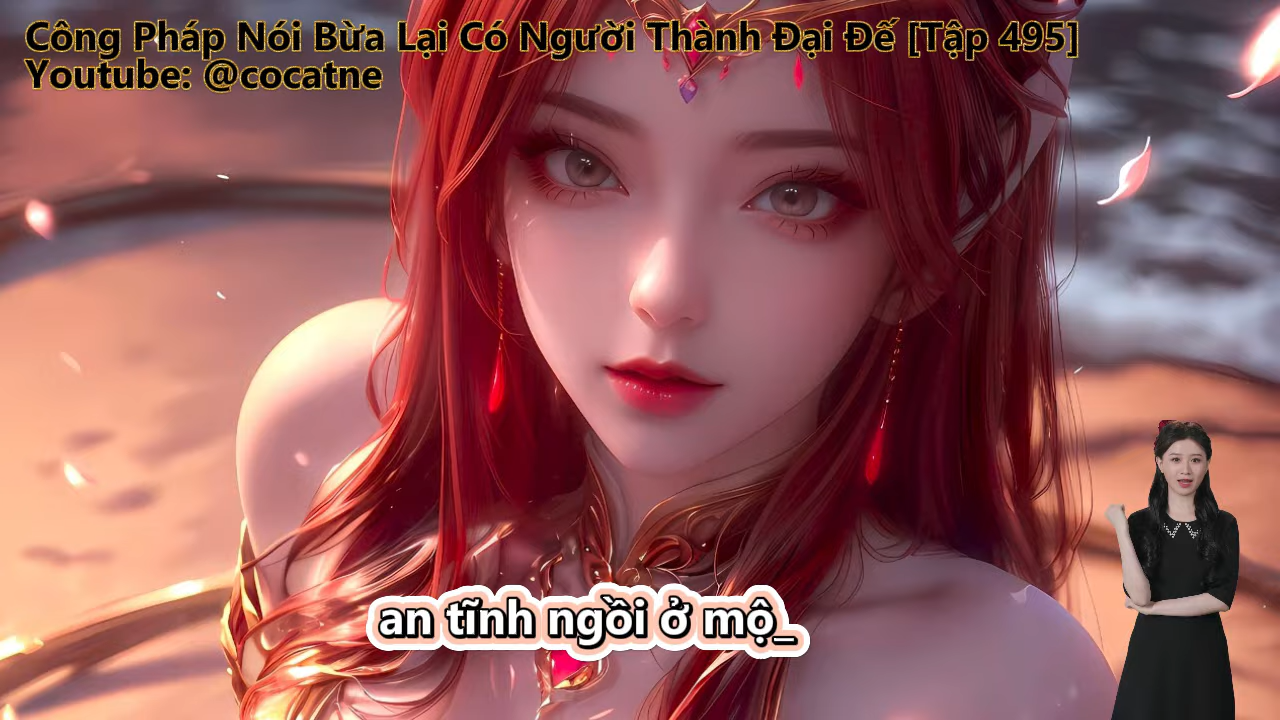 Công Pháp Nói Bừa Lại Có Người Thành Đại Đế [Tập 495]
Youtube: @cocatne
an tĩnh ngồi ở mộ_